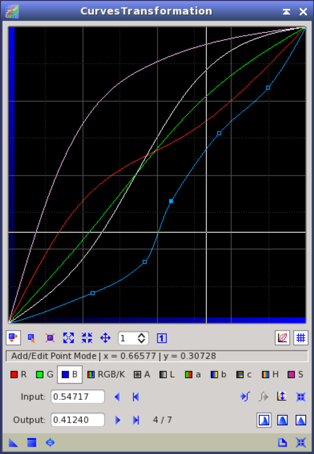 CurvesTransformation
1
Add/Edit Point Mode | x = 0.66577 | y = 0.30728
R G B RGB/K A L a b c H S
Input: 0.54717
Output: 0.41240 4 / 7